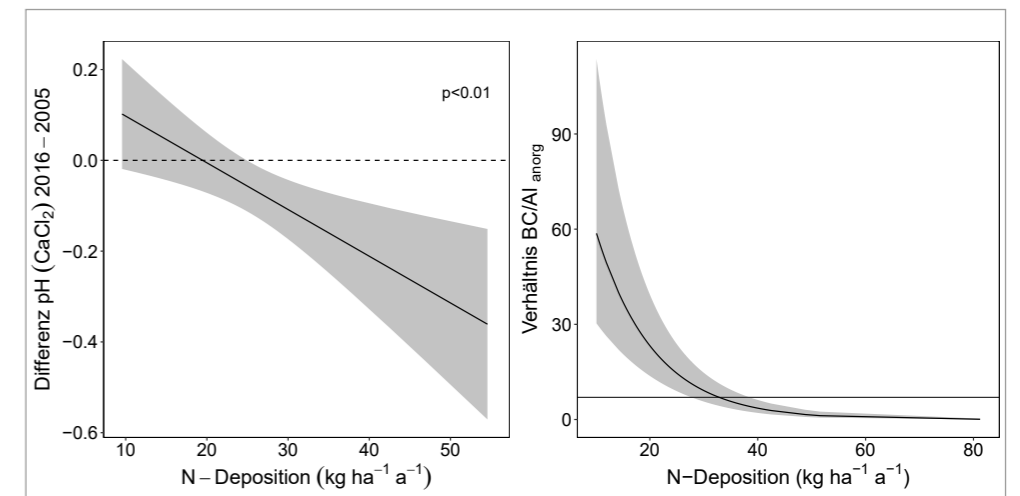 Differenz pH (CaCl₂) 2016 – 2005
0.2
0.0
−0.2
−0.4
−0.6
p<0.01
10 20 30 40 50
N – Deposition (kg ha⁻¹ a⁻¹)
Verhältnis BC/Al anorg
90
60
30
0
20 40 60 80
N−Deposition (kg ha⁻¹ a⁻¹)